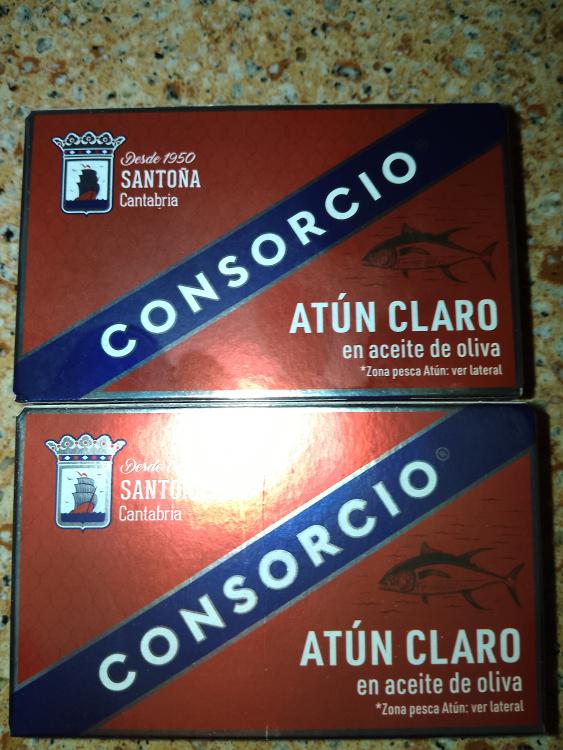 Desde 1950
SANTOÑA
Cantabria
CONSORCIO
ATÚN CLARO
en aceite de oliva
*Zona pesca Atún: ver lateral
Desde
Cantabria
CONSORCIO®
ATÚN CLARO
en aceite de oliva
*Zona pesca Atún: ver lateral